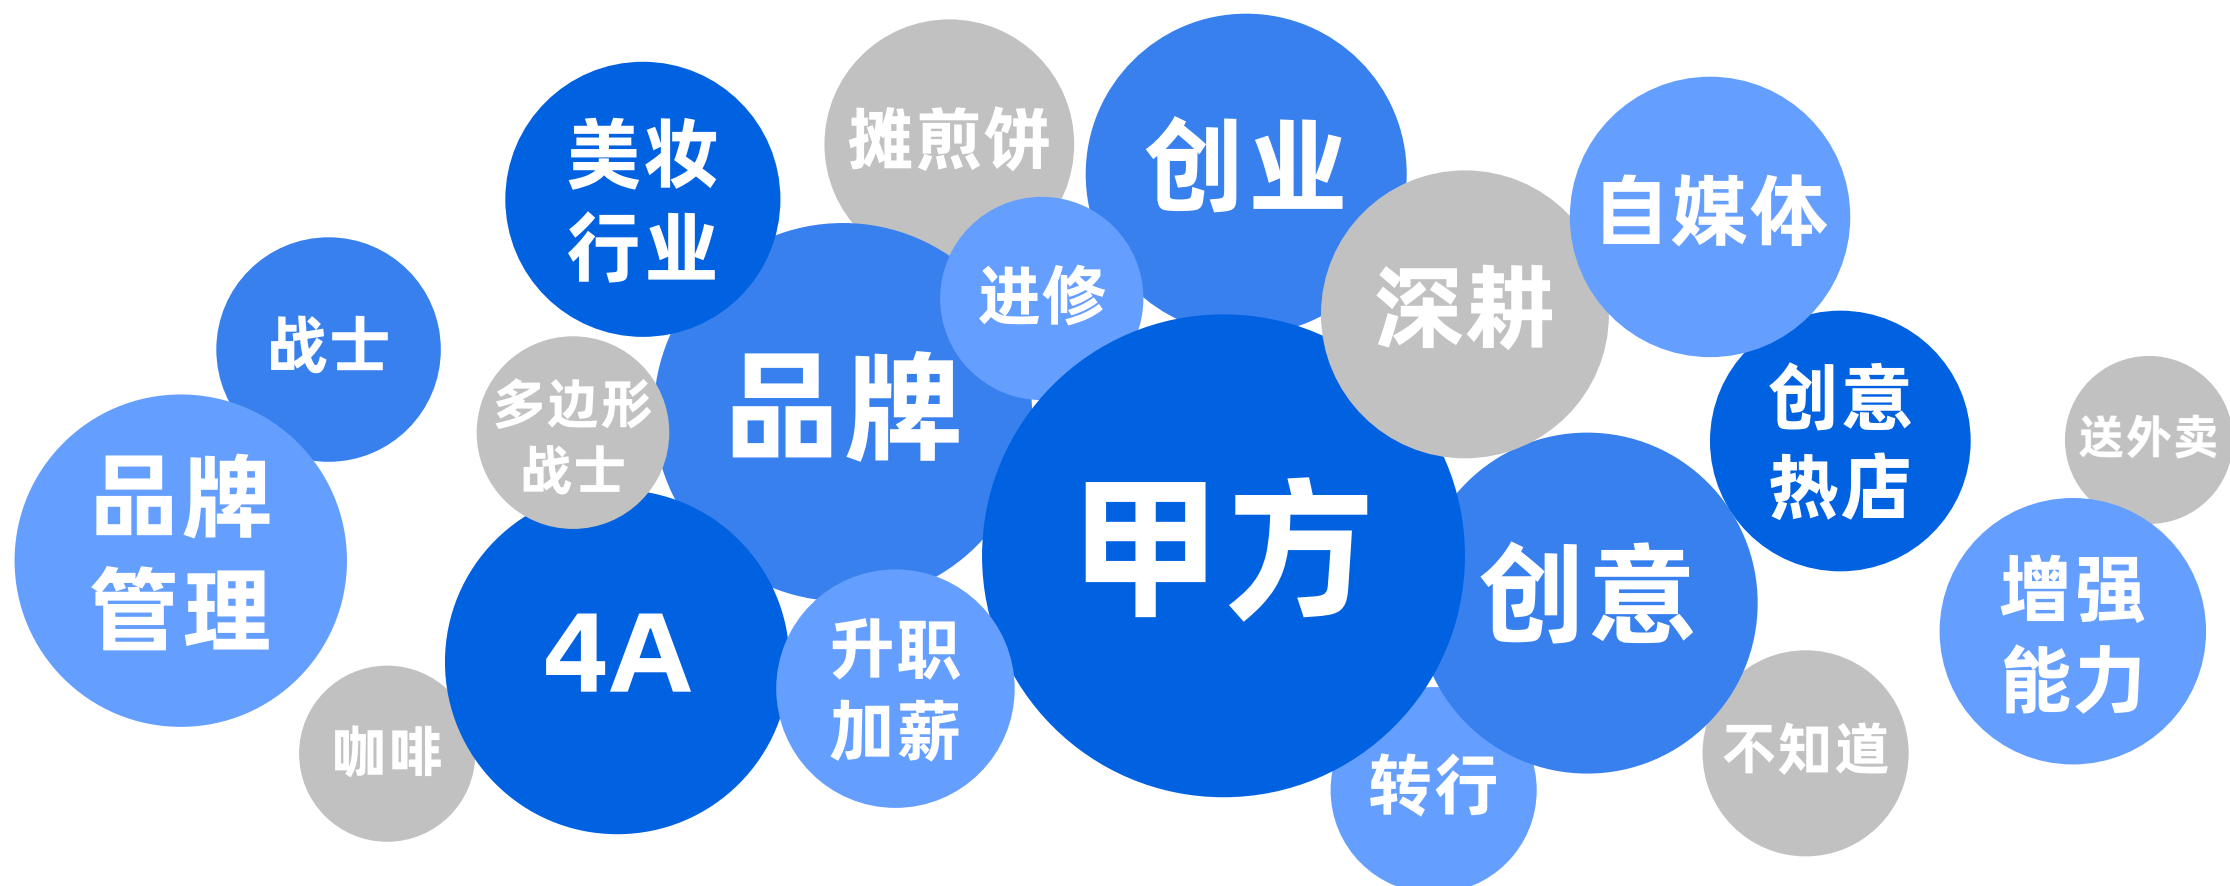 美妆
行业
摊煎饼
创业
自媒体
进修
深耕
战士
多边形
战士
品牌
创意
热店
送外卖
品牌
管理
甲方
创意
增强
能力
4A
升职
加薪
咖啡
转行
不知道